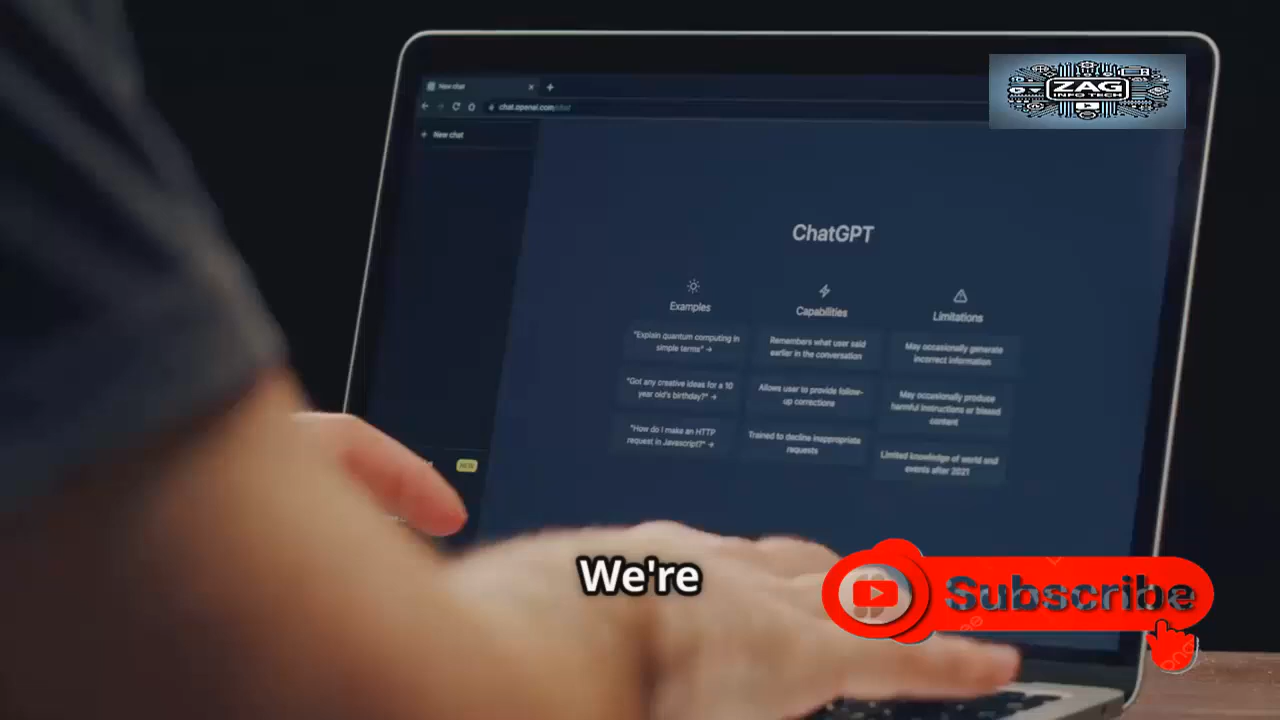 New chat
chat.openai.com/chat
New chat
ZAG
INFO TECH
ChatGPT
Examples
Capabilities
Limitations
"Explain quantum computing in
simple terms" →
Remembers what user said
earlier in the conversation
May occasionally generate
incorrect information
"Got any creative ideas for a 10
year old's birthday?" →
Allows user to provide follow-
up corrections
May occasionally produce
harmful instructions or biased
content
"How do I make an HTTP
request in Javascript?" →
Trained to decline inappropriate
requests
Limited knowledge of world and
events after 2021
NEW
We're
Subscribe